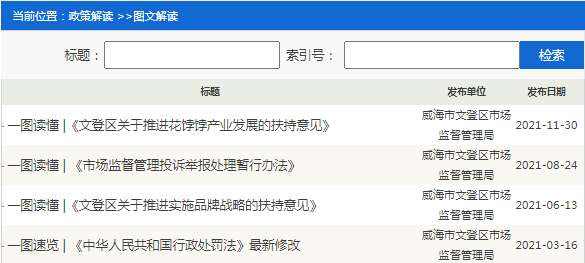 当前位置：政策解读 >>图文解读
标题： 索引号： 检索
标题 发布单位 发布日期
一图读懂 |《文登区关于推进花饽饽产业发展的扶持意见》 威海市文登区市场监督管理局 2021-11-30
一图读懂 | 《市场监督管理投诉举报处理暂行办法》 威海市文登区市场监督管理局 2021-08-24
一图读懂 |《文登区关于推进实施品牌战略的扶持意见》 威海市文登区市场监督管理局 2021-06-13
一图速览 | 《中华人民共和国行政处罚法》最新修改 威海市文登区市场监督管理局 2021-03-16